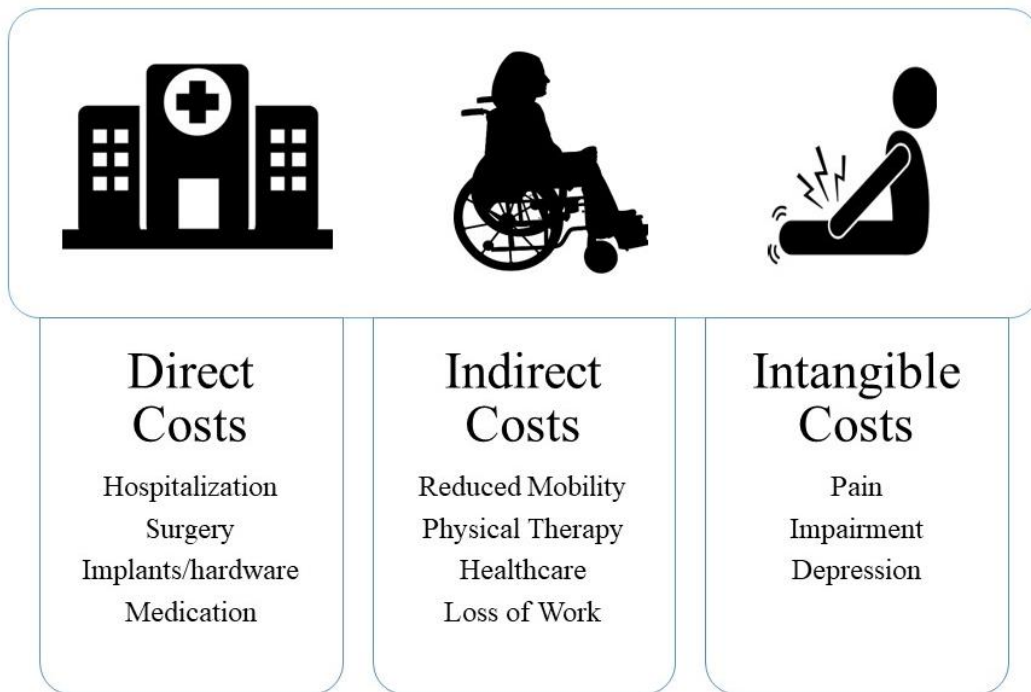 Direct
Costs
Hospitalization
Surgery
Implants/hardware
Medication
Indirect
Costs
Reduced Mobility
Physical Therapy
Healthcare
Loss of Work
Intangible
Costs
Pain
Impairment
Depression